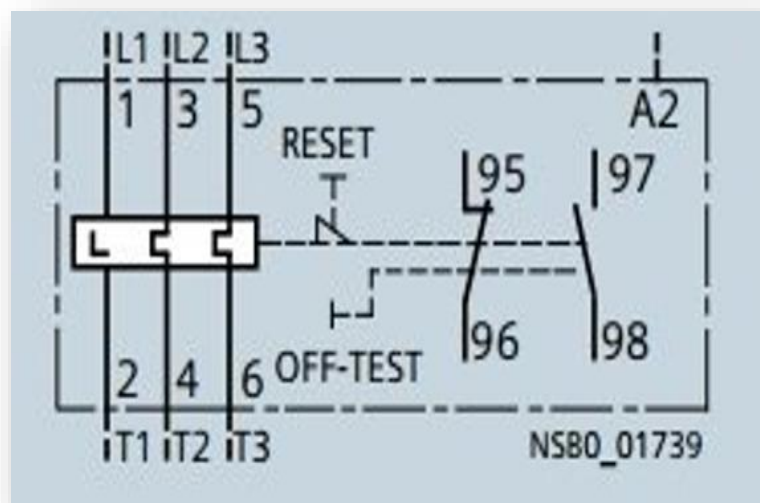 L1 L2 L3
1 3 5 A2
RESET
95 97
96 98
2 4 6 OFF-TEST
T1 T2 T3 NSB0_01739